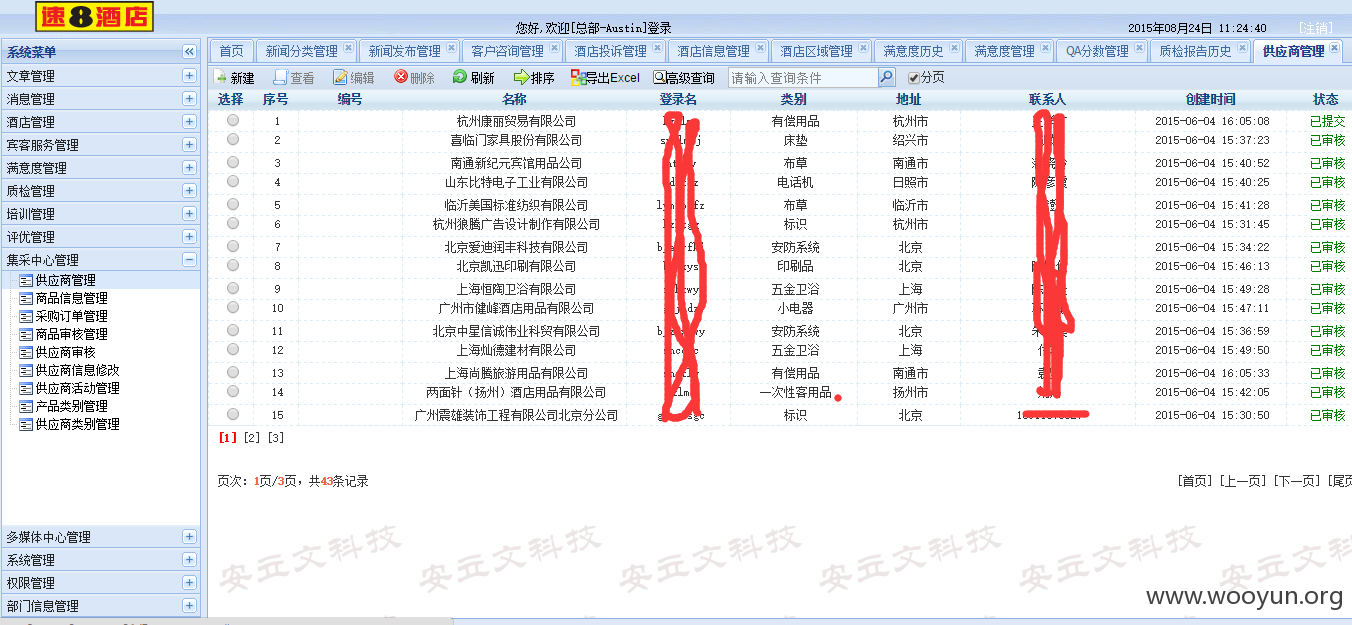 速8酒店
您好,欢迎[总部-Austin]登录
2015年08月24日 11:24:40 [注销]
系统菜单
文章管理
消息管理
酒店管理
宾客服务管理
满意度管理
质检管理
培训管理
评优管理
集采中心管理
供应商管理
商品信息管理
采购订单管理
商品审核管理
供应商审核
供应商信息修改
供应商活动管理
产品类别管理
供应商类别管理
多媒体中心管理
系统管理
权限管理
部门信息管理
首页 新闻分类管理 新闻发布管理 客户咨询管理 酒店投诉管理 酒店信息管理 酒店区域管理 满意度历史 满意度管理 QA分数管理 质检报告历史 供应商管理
新建 查看 编辑 删除 刷新 排序 导出Excel 高级查询 请输入查询条件 分页
选择 序号 编号 名称 登录名 类别 地址 联系人 创建时间 状态
1 杭州康丽贸易有限公司 有偿用品 杭州市 2015-06-04 16:05:08 已提交
2 喜临门家具股份有限公司 床垫 绍兴市 2015-06-04 15:37:23 已审核
3 南通新纪元宾馆用品公司 布草 南通市 2015-06-04 15:40:52 已审核
4 山东比特电子工业有限公司 电话机 日照市 2015-06-04 15:40:25 已审核
5 临沂美国标准纺织有限公司 布草 临沂市 2015-06-04 15:41:28 已审核
6 杭州狼腾广告设计制作有限公司 标识 杭州市 2015-06-04 15:31:45 已审核
7 北京爱迪润丰科技有限公司 安防系统 北京 2015-06-04 15:34:22 已审核
8 北京凯迅印刷有限公司 印刷品 北京 2015-06-04 15:46:13 已审核
9 上海恒陶卫浴有限公司 五金卫浴 上海 2015-06-04 15:49:28 已审核
10 广州市健峰酒店用品有限公司 小电器 广州市 2015-06-04 15:47:11 已审核
11 北京中星信诚伟业科贸有限公司 安防系统 北京 2015-06-04 15:36:59 已审核
12 上海灿德建材有限公司 五金卫浴 上海 2015-06-04 15:49:50 已审核
13 上海尚腾旅游用品有限公司 有偿用品 南通市 2015-06-04 16:05:33 已审核
14 两面针（扬州）酒店用品有限公司 一次性客用品 扬州市 2015-06-04 15:42:05 已审核
15 广州震雄装饰工程有限公司北京分公司 标识 北京 2015-06-04 15:30:50 已审核
[1] [2] [3]
页次：1页/3页，共43条记录 [首页] [上一页] [下一页] [尾页
安立文科技 安立文科技 安立文科技 安立文科技 安立文科技 安立文科技
www.wooyun.org